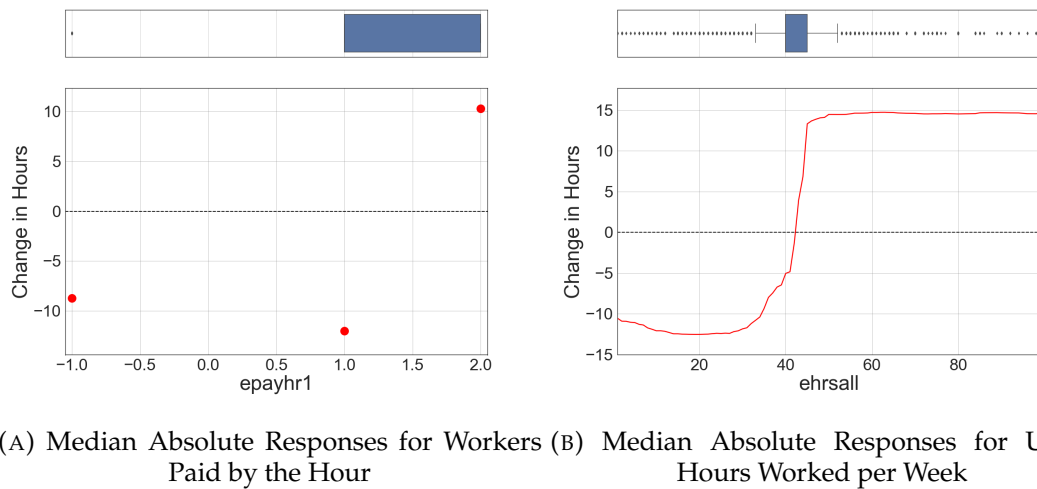 10
5
0
−5
−10
Change in Hours
−1.0 −0.5 0.0 0.5 1.0 1.5 2.0
epayhr1
15
10
5
0
−5
−10
−15
Change in Hours
20 40 60 80
ehrsall
(A) Median Absolute Responses for Workers
Paid by the Hour
(B) Median Absolute Responses for
Hours Worked per Week